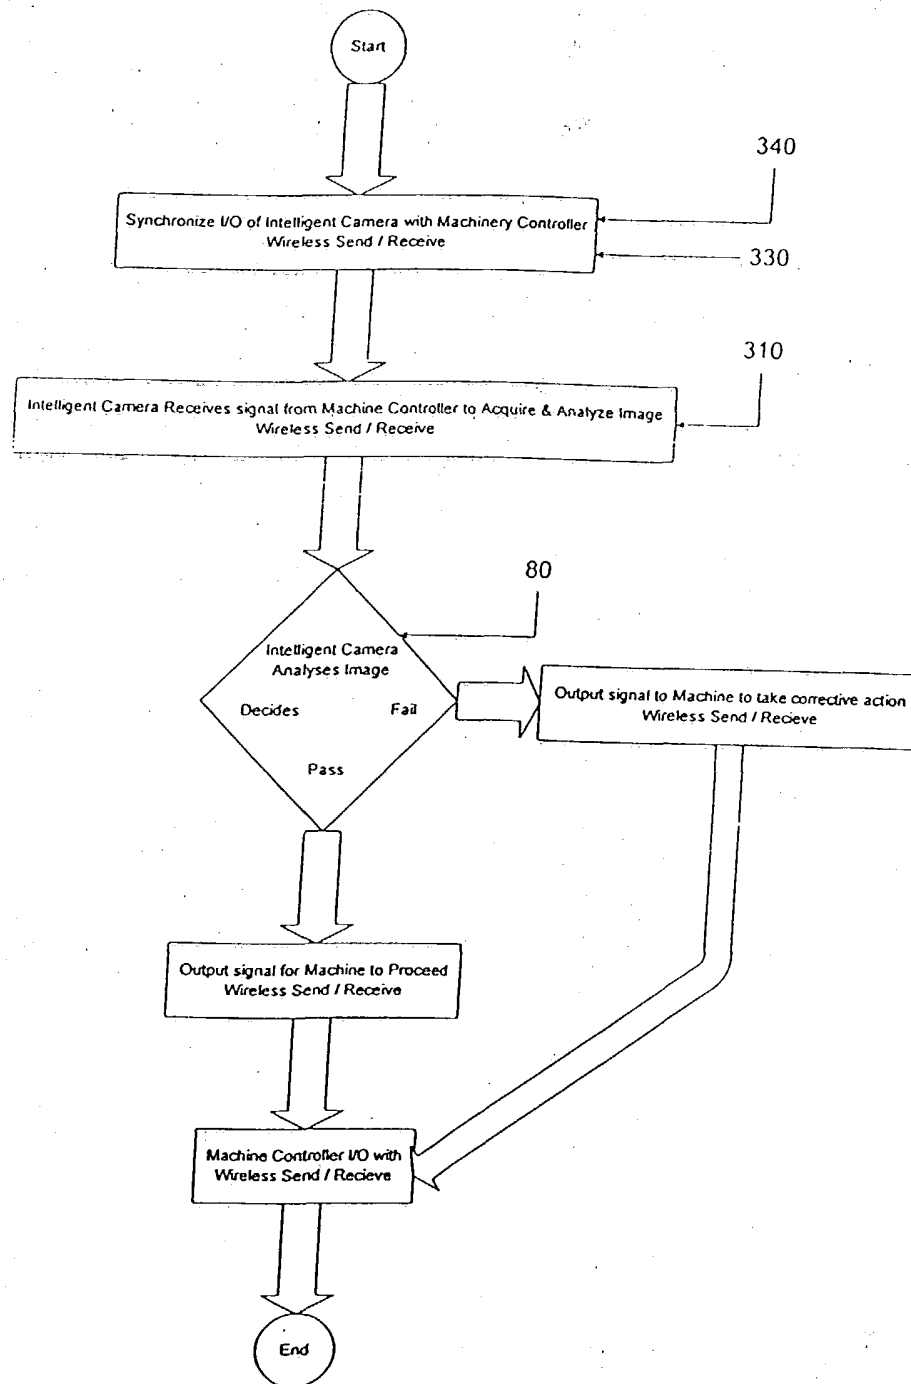 Start
340
Synchronize I/O of Intelligent Camera with Machinery Controller
Wireless Send / Receive
330
310
Intelligent Camera Receives signal from Machine Controller to Acquire & Analyze Image
Wireless Send / Receive
80
Intelligent Camera
Analyses Image
Decides Fail
Pass
Output signal to Machine to take corrective action
Wireless Send / Recieve
Output signal for Machine to Proceed
Wireless Send / Receive
Machine Controller I/O with
Wireless Send / Recieve
End